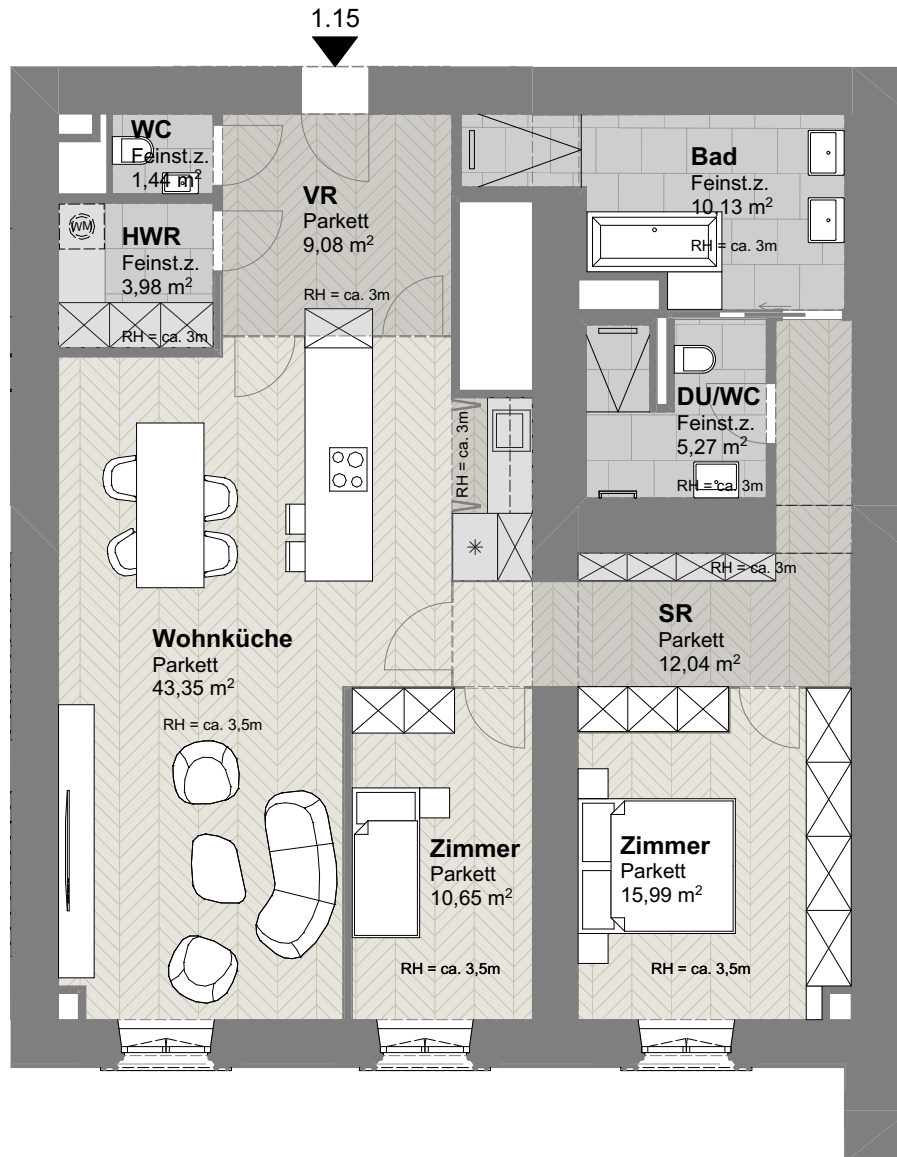 1.15
WC
Feinst.z.
1,44 m²
Bad
Feinst.z.
10,13 m²
RH = ca. 3m
VR
Parkett
9,08 m²
RH = ca. 3m
WM
HWR
Feinst.z.
3,98 m²
RH = ca. 3m
DU/WC
Feinst.z.
5,27 m²
RH = ca. 3m
RH = ca. 3m
RH = ca. 3m
SR
Parkett
12,04 m²
Wohnküche
Parkett
43,35 m²
RH = ca. 3,5m
Zimmer
Parkett
10,65 m²
RH = ca. 3,5m
Zimmer
Parkett
15,99 m²
RH = ca. 3,5m